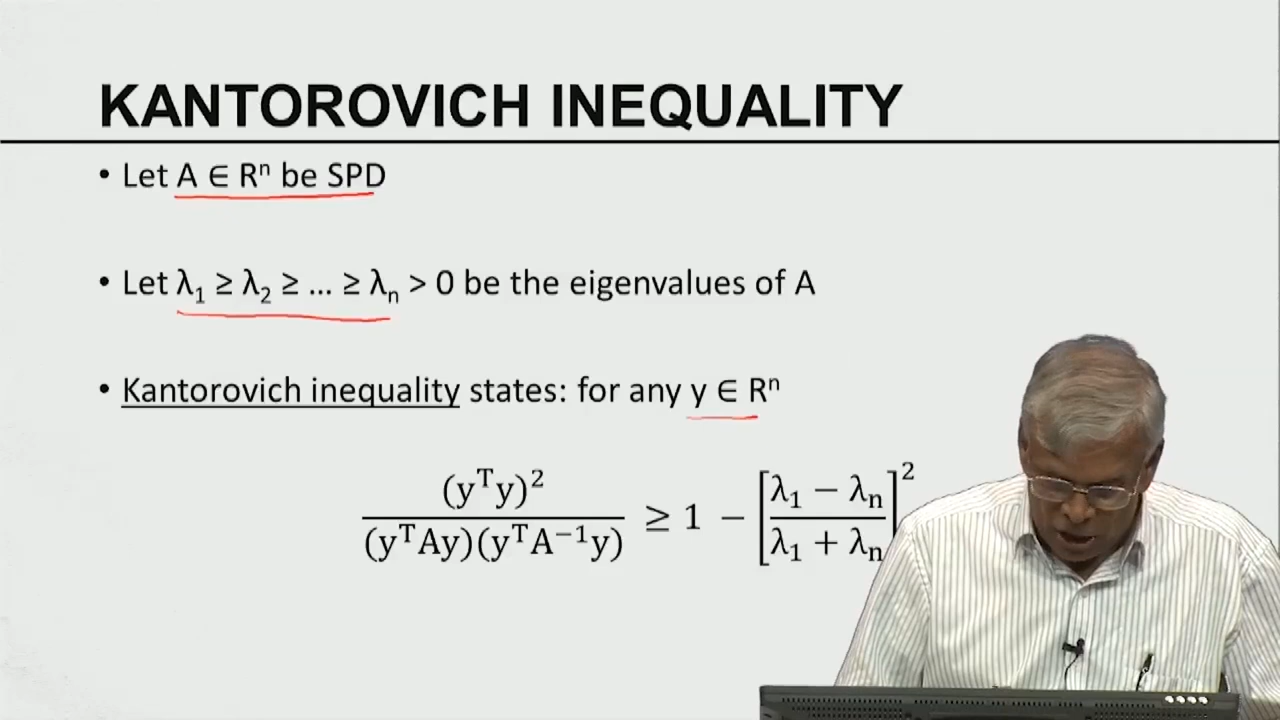 KANTOROVICH INEQUALITY
• Let A ∈ Rⁿ be SPD
• Let λ₁ ≥ λ₂ ≥ ... ≥ λₙ > 0 be the eigenvalues of A
• Kantorovich inequality states: for any y ∈ Rⁿ
(yᵀy)² / (yᵀAy)(yᵀA⁻¹y) ≥ 1 − [λ₁ − λₙ / λ₁ + λₙ]²